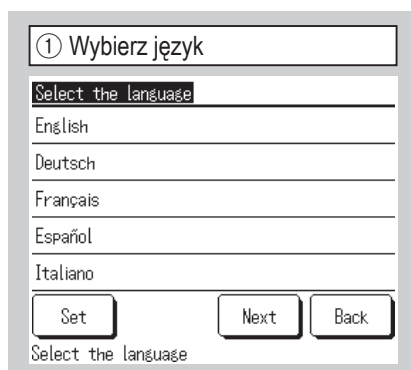 ① Wybierz język
Select the language
English
Deutsch
Français
Español
Italiano
Set Next Back
Select the language